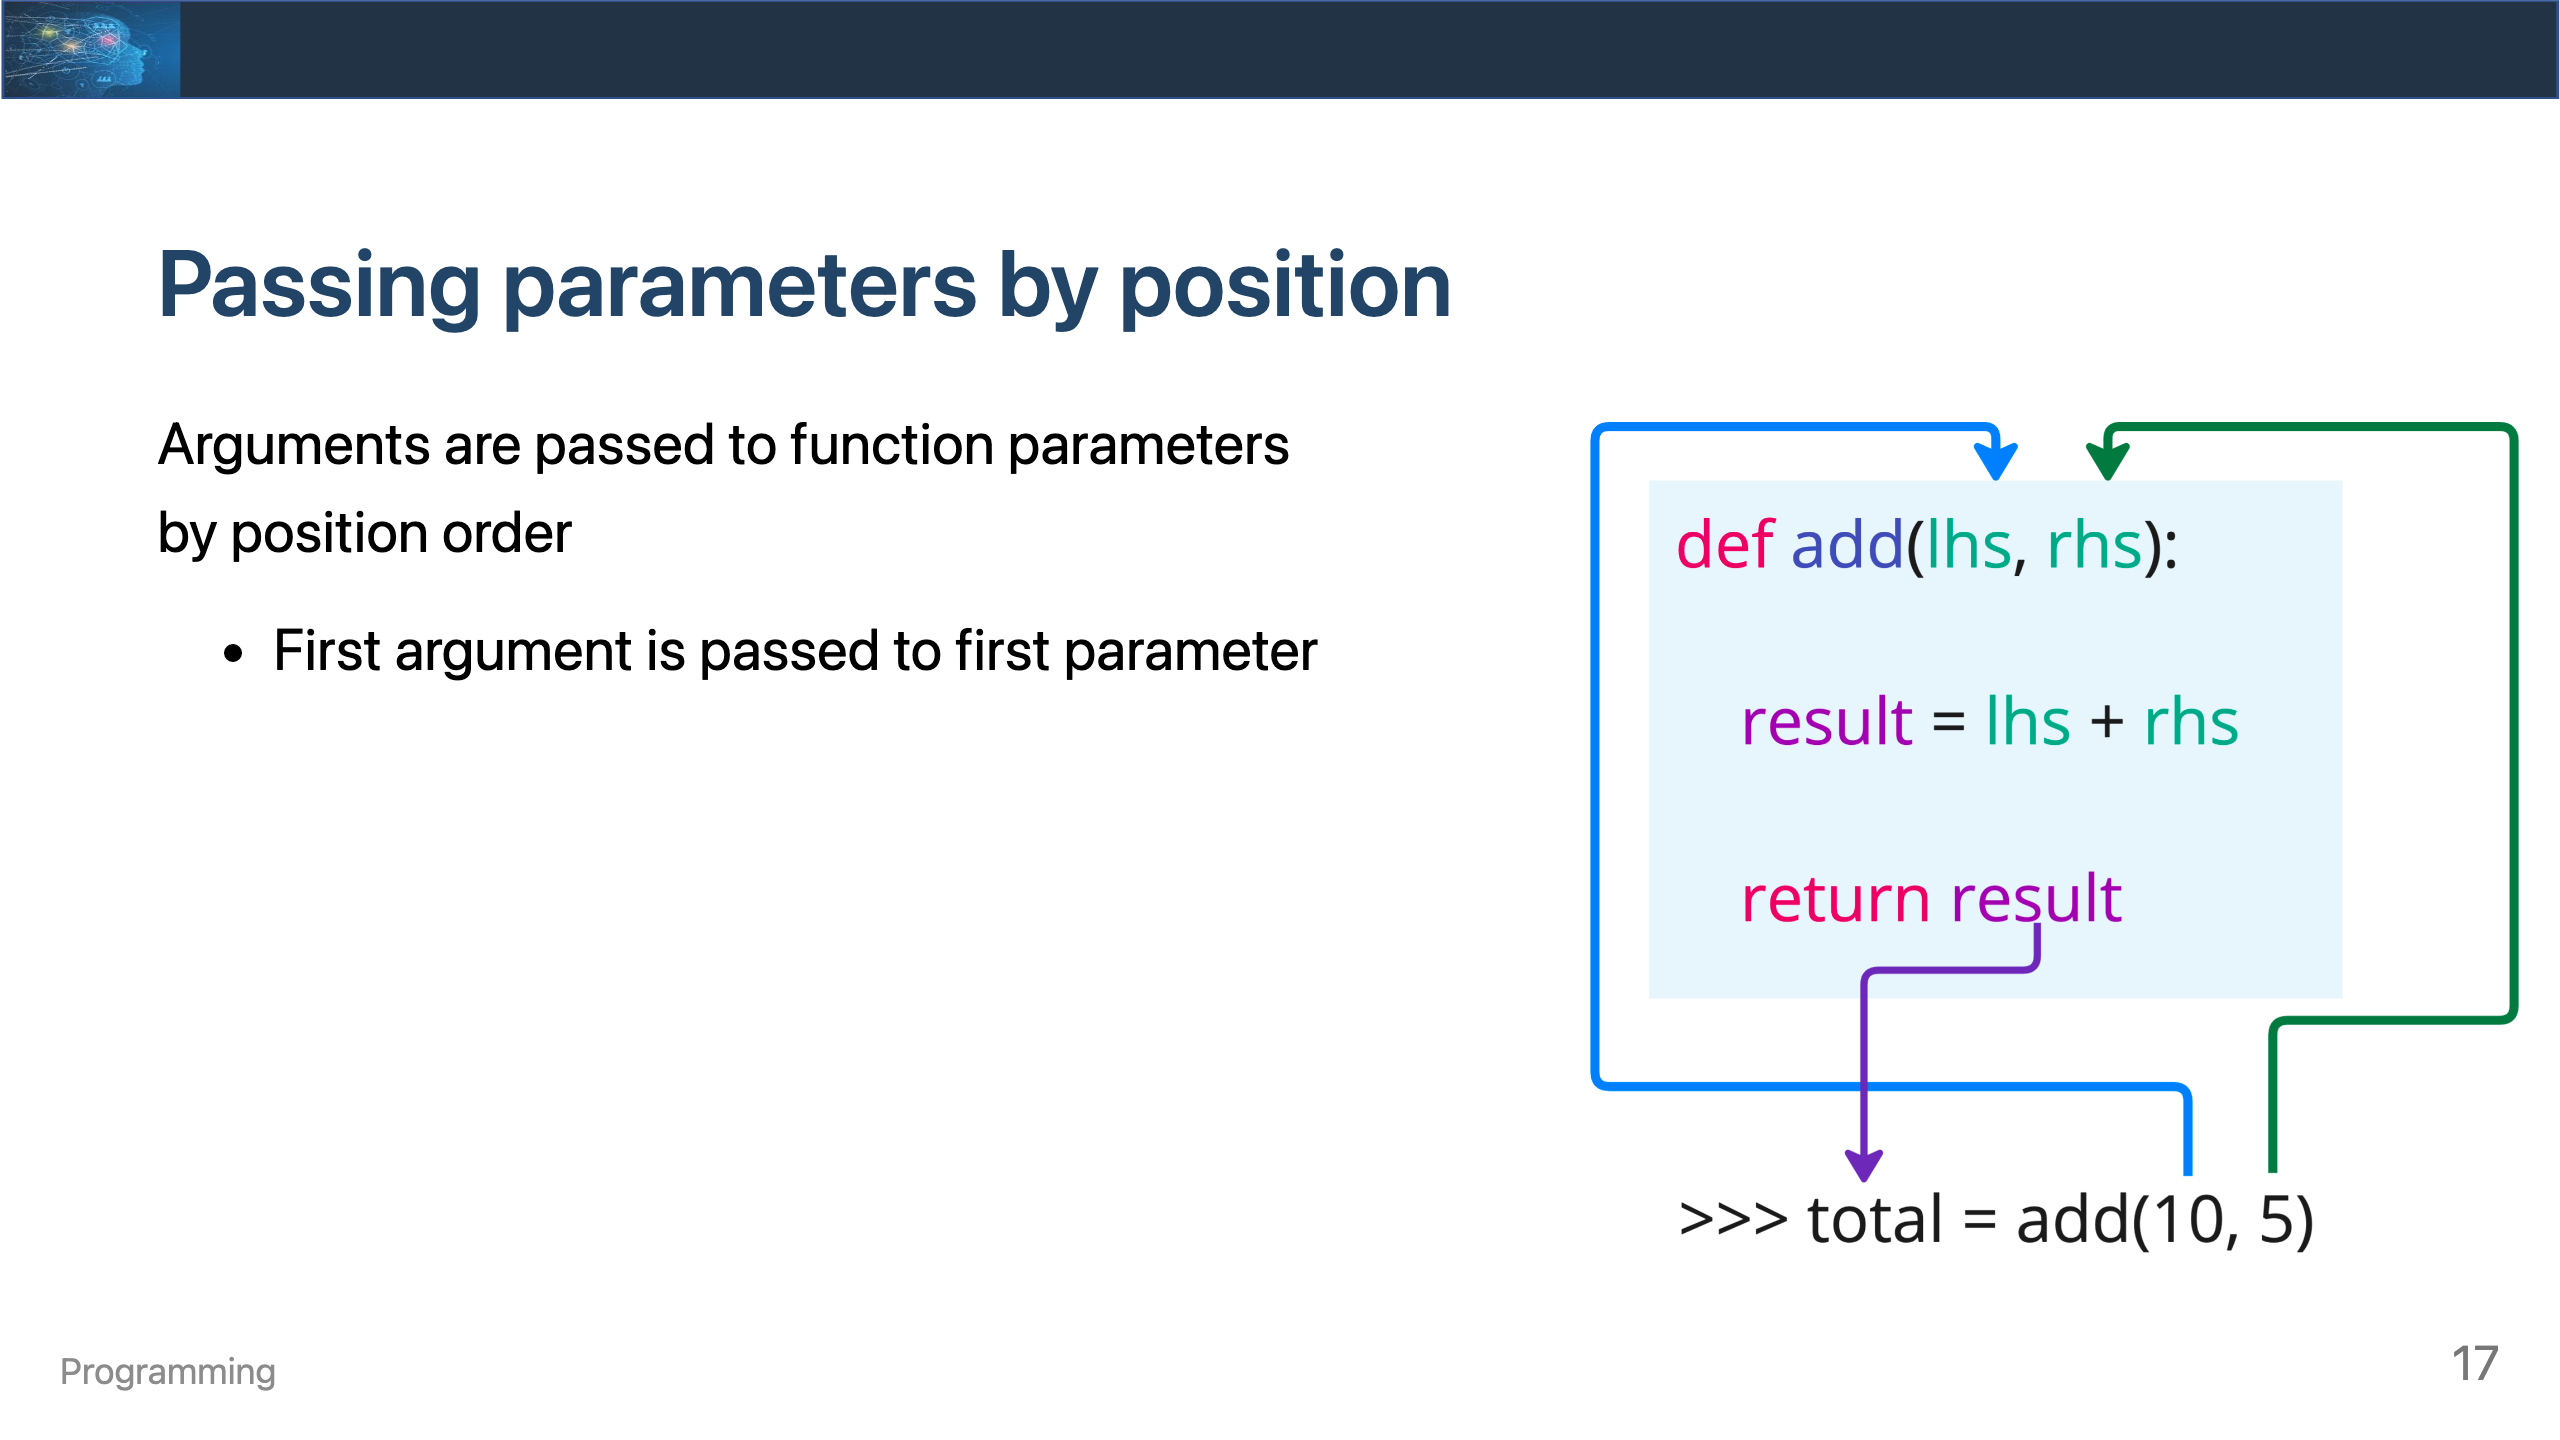 Passing parameters by position
Arguments are passed to function parameters
by position order
• First argument is passed to first parameter
def add(lhs, rhs):
result = lhs + rhs
return result
>>> total = add(10, 5)
Programming
17